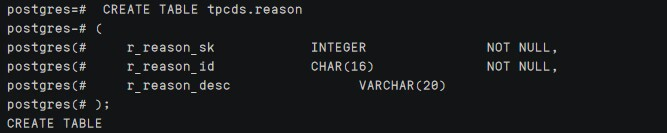 postgres=#  CREATE TABLE tpcds.reason
postgres-# (
postgres(#     r_reason_sk            INTEGER               NOT NULL,
postgres(#     r_reason_id            CHAR(16)              NOT NULL,
postgres(#     r_reason_desc                VARCHAR(20)
postgres(# );
CREATE TABLE